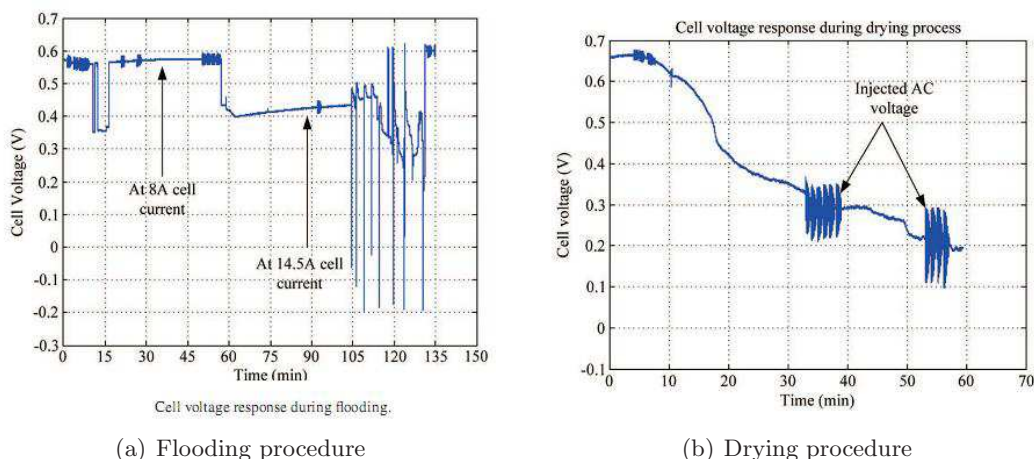 0.7
0.6
0.5
0.4
0.3
0.2
0.1
0
-0.1
-0.2
-0.3
Cell Voltage (V)
At 8A cell
current
At 14.5A cell
current
0 15 30 45 60 75 90 105 120 135 150
Time (min)
Cell voltage response during flooding.
(a) Flooding procedure
Cell voltage response during drying process
0.7
0.6
0.5
0.4
0.3
0.2
0.1
0
-0.1
Cell voltage (V)
Injected AC
voltage
0 10 20 30 40 50 60 70
Time (min)
(b) Drying procedure